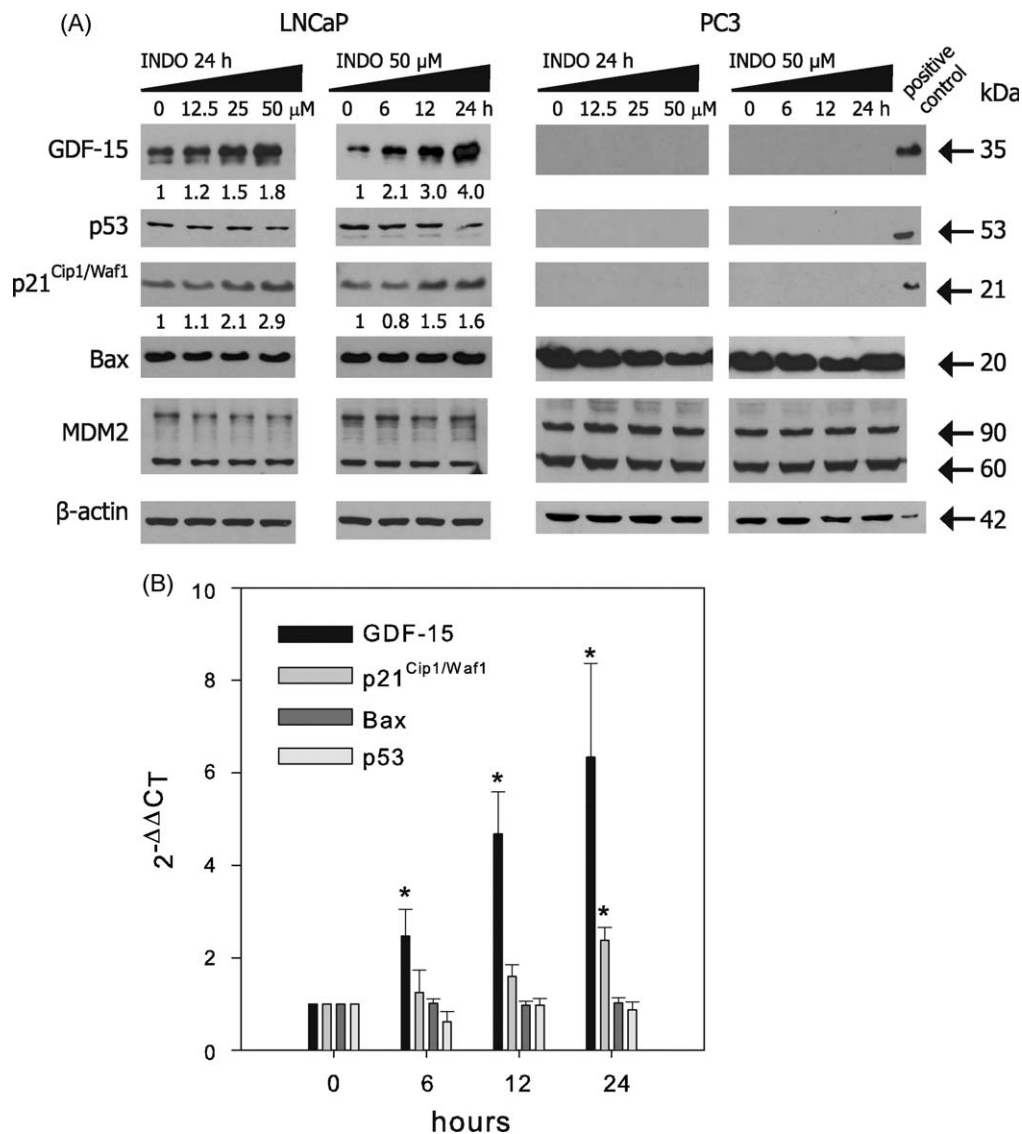 (A)
LNCaP
PC3
INDO 24 h
INDO 50 µM
INDO 24 h
INDO 50 µM
positive control
kDa
0 12.5 25 50 µM
0 6 12 24 h
0 12.5 25 50 µM
0 6 12 24 h
GDF-15
35
1 1.2 1.5 1.8
1 2.1 3.0 4.0
p53
53
p21Cip1/Waf1
21
1 1.1 2.1 2.9
1 0.8 1.5 1.6
Bax
20
MDM2
90
60
β-actin
42
(B)
10
8
6
4
2
0
2-ΔΔCT
GDF-15
p21Cip1/Waf1
Bax
p53
*
*
*
*
0 6 12 24
hours